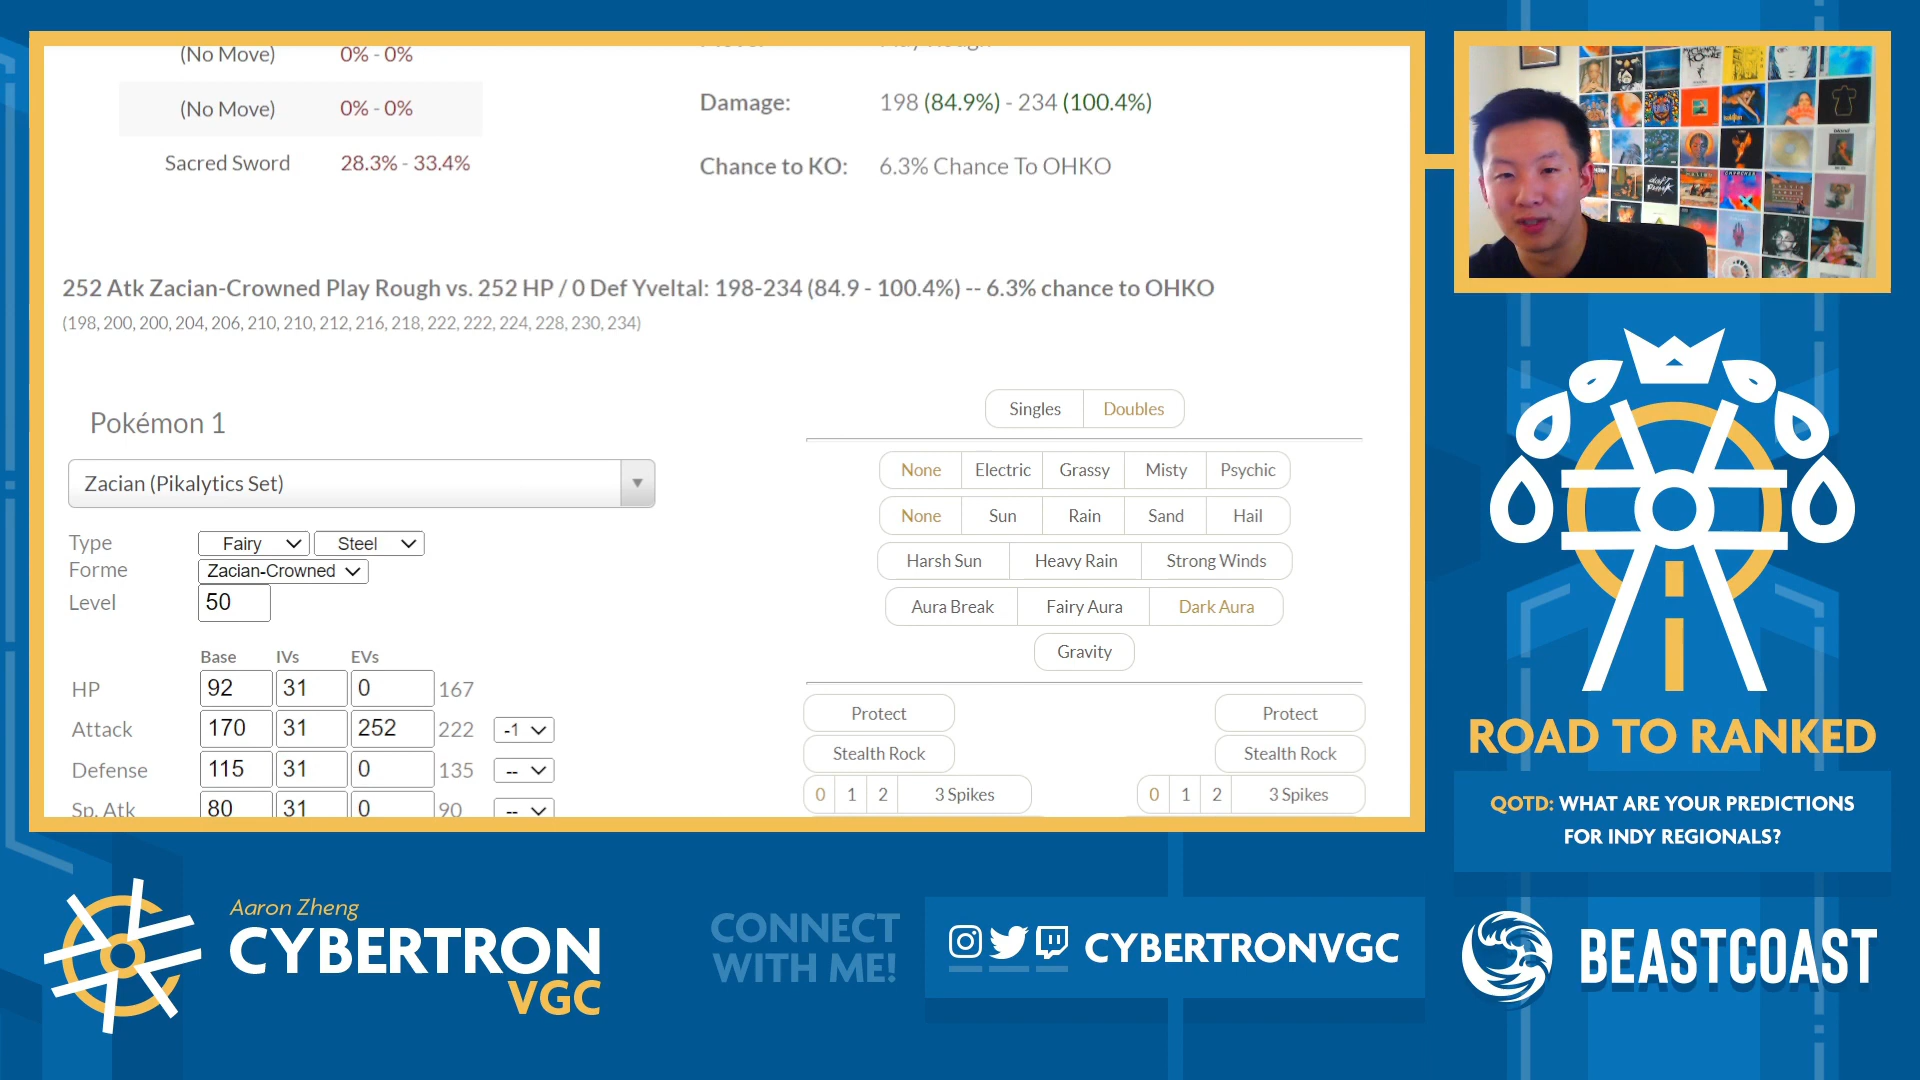 (No Move) 0% - 0%
(No Move) 0% - 0%
Sacred Sword 28.3% - 33.4%
Damage: 198 (84.9%) - 234 (100.4%)
Chance to KO: 6.3% Chance To OHKO
252 Atk Zacian-Crowned Play Rough vs. 252 HP / 0 Def Yveltal: 198-234 (84.9 - 100.4%) -- 6.3% chance to OHKO
(198, 200, 200, 204, 206, 210, 210, 212, 216, 218, 222, 222, 224, 228, 230, 234)
Pokémon 1
Zacian (Pikalytics Set)
Type Fairy Steel
Forme Zacian-Crowned
Level 50
Base IVs EVs
HP 92 31 0 167
Attack 170 31 252 222 -1
Defense 115 31 0 135 --
Sp. Atk 80 31 0 90 --
Singles Doubles
None Electric Grassy Misty Psychic
None Sun Rain Sand Hail
Harsh Sun Heavy Rain Strong Winds
Aura Break Fairy Aura Dark Aura
Gravity
Protect Protect
Stealth Rock Stealth Rock
0 1 2 3 Spikes 0 1 2 3 Spikes
ROAD TO RANKED
QOTD: WHAT ARE YOUR PREDICTIONS
FOR INDY REGIONALS?
Aaron Zheng
CYBERTRON
VGC
CONNECT
WITH ME!
CYBERTRONVGC
BEASTCOAST